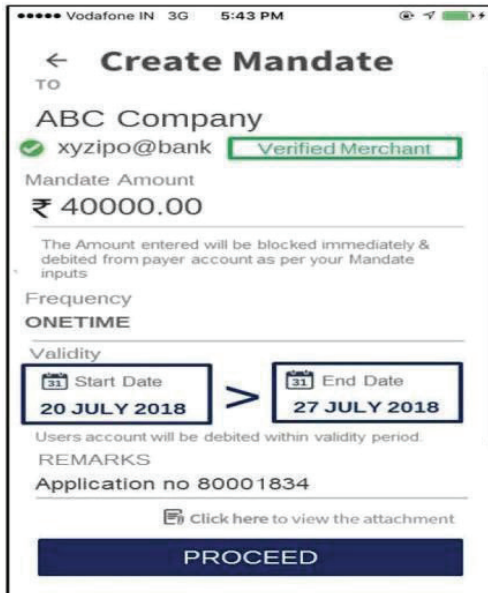 Vodafone IN 3G 5:43 PM
← Create Mandate
TO
ABC Company
xyzipo@bank Verified Merchant
Mandate Amount
₹ 40000.00
The Amount entered will be blocked immediately &
debited from payer account as per your Mandate
inputs
Frequency
ONETIME
Validity
31 Start Date > 31 End Date
20 JULY 2018 27 JULY 2018
Users account will be debited within validity period.
REMARKS
Application no 80001834
Click here to view the attachment
PROCEED